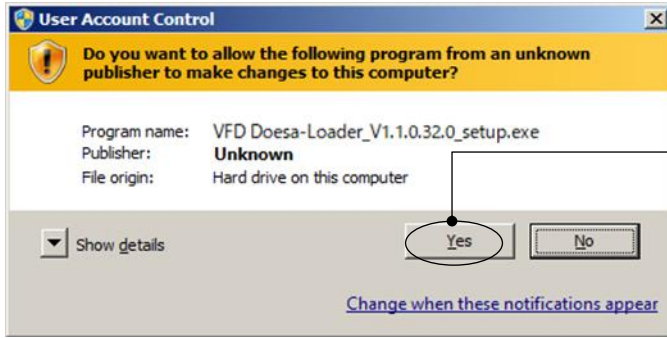 User Account Control
Do you want to allow the following program from an unknown
publisher to make changes to this computer?
Program name: VFD Doesa-Loader_V1.1.0.32.0_setup.exe
Publisher: Unknown
File origin: Hard drive on this computer
Show details
Yes
No
Change when these notifications appear